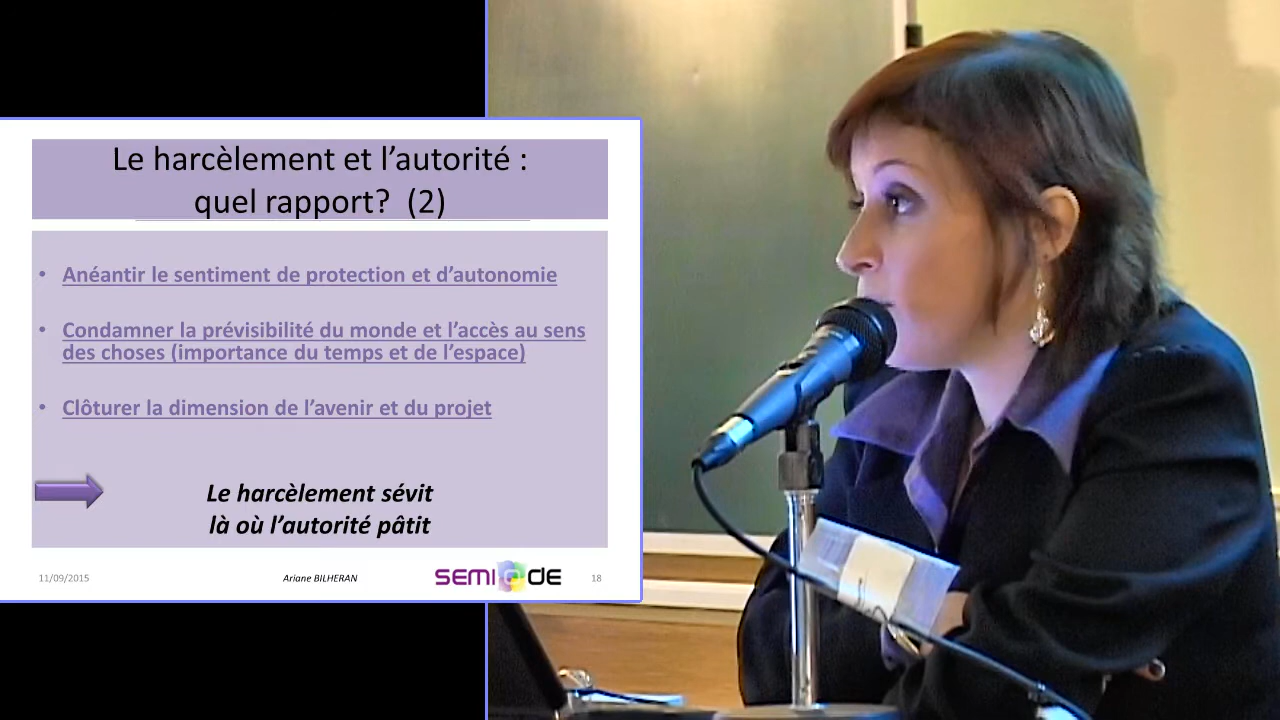 Le harcèlement et l’autorité :
quel rapport?  (2)
• Anéantir le sentiment de protection et d’autonomie
• Condamner la prévisibilité du monde et l’accès au sens
des choses (importance du temps et de l’espace)
• Clôturer la dimension de l’avenir et du projet
Le harcèlement sévit
là où l’autorité pâtit
11/09/2015
Ariane BILHERAN
SEMIODE
18